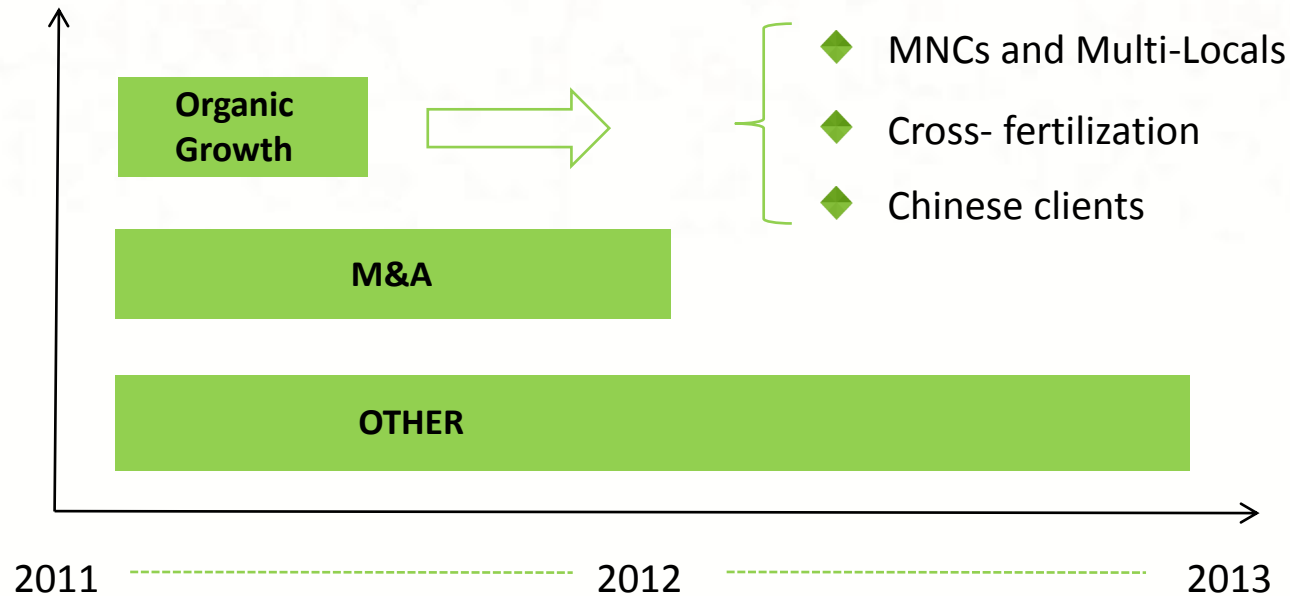 Organic
Growth
MNCs and Multi-Locals
Cross- fertilization
Chinese clients
M&A
OTHER
2011
2012
2013